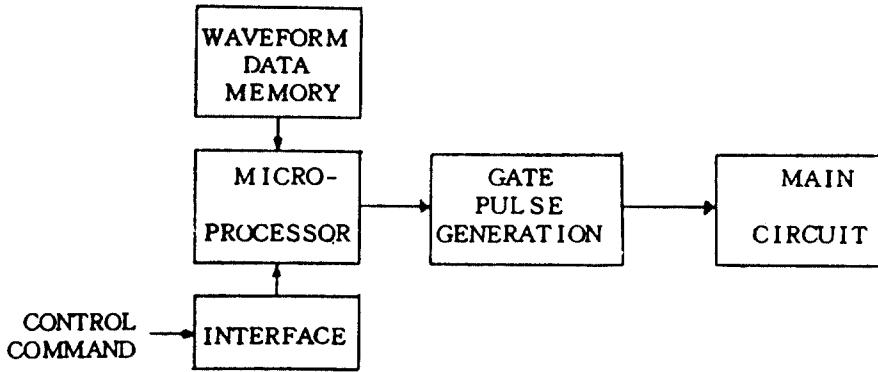 WAVEFORM
DATA
MEMORY
MICRO-
PROCESSOR
GATE
PULSE
GENERATION
MAIN
CIRCUIT
CONTROL
COMMAND
INTERFACE